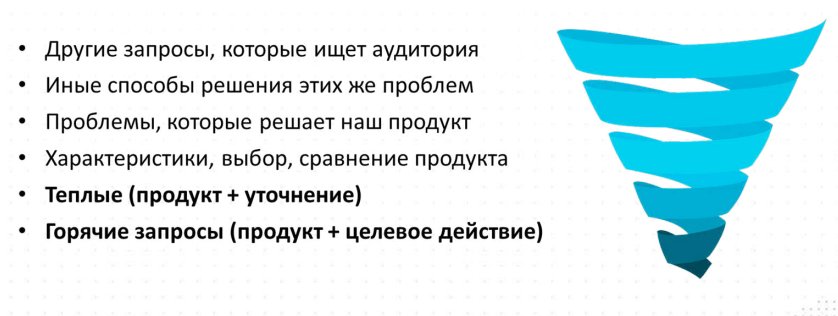 • Другие запросы, которые ищет аудитория
• Иные способы решения этих же проблем
• Проблемы, которые решает наш продукт
• Характеристики, выбор, сравнение продукта
• Теплые (продукт + уточнение)
• Горячие запросы (продукт + целевое действие)